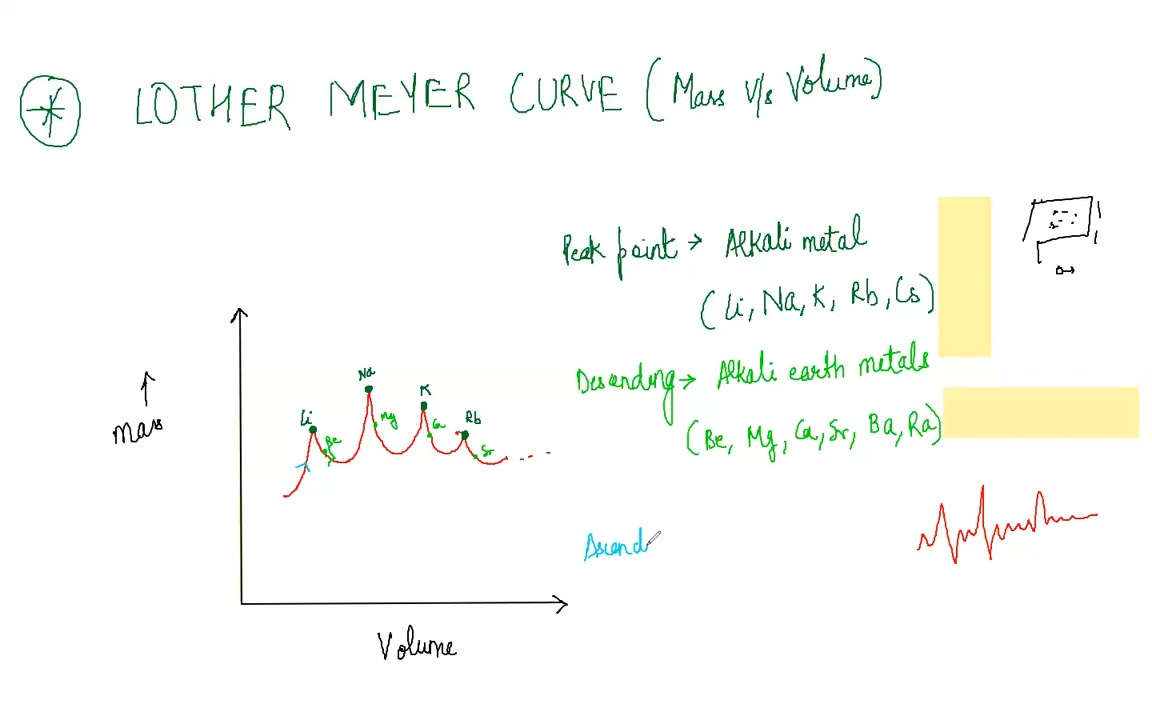 LOTHER MEYER CURVE (Mass v/s Volume)
Peak point → Alkali metal
(Li, Na, K, Rb, Cs)
Descending → Alkali earth metals
(Be, Mg, Ca, Sr, Ba, Ra)
Ascend
mass
Na
K
Li
Rb
Mg
Ca
Be
Sr
Volume